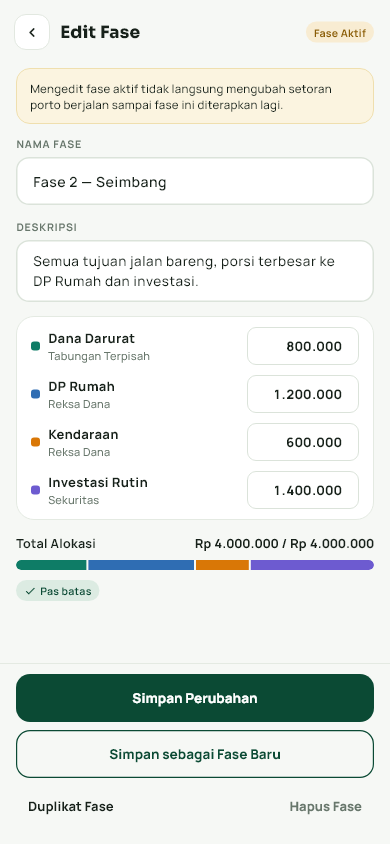 Edit Fase
Fase Aktif
Mengedit fase aktif tidak langsung mengubah setoran
porto berjalan sampai fase ini diterapkan lagi.
NAMA FASE
Fase 2 — Seimbang
DESKRIPSI
Semua tujuan jalan bareng, porsi terbesar ke
DP Rumah dan investasi.
Dana Darurat
Tabungan Terpisah
800.000
DP Rumah
Reksa Dana
1.200.000
Kendaraan
Reksa Dana
600.000
Investasi Rutin
Sekuritas
1.400.000
Total Alokasi
Rp 4.000.000 / Rp 4.000.000
Pas batas
Simpan Perubahan
Simpan sebagai Fase Baru
Duplikat Fase
Hapus Fase